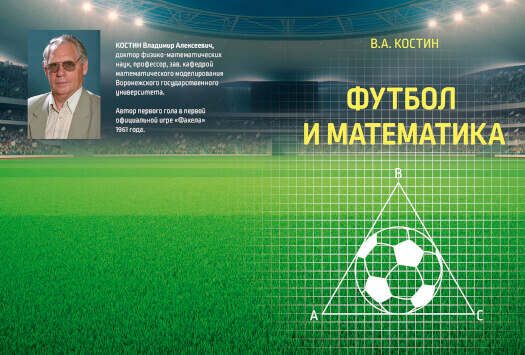 КОСТИН Владимир Алексеевич,
доктор физико-математических
наук, профессор, зав. кафедрой
математического моделирования
Воронежского государственного
университета.
Автор первого гола в первой
официальной игре «Факела»
1961 года.
В.А. КОСТИН
ФУТБОЛ
И МАТЕМАТИКА
B
A
C